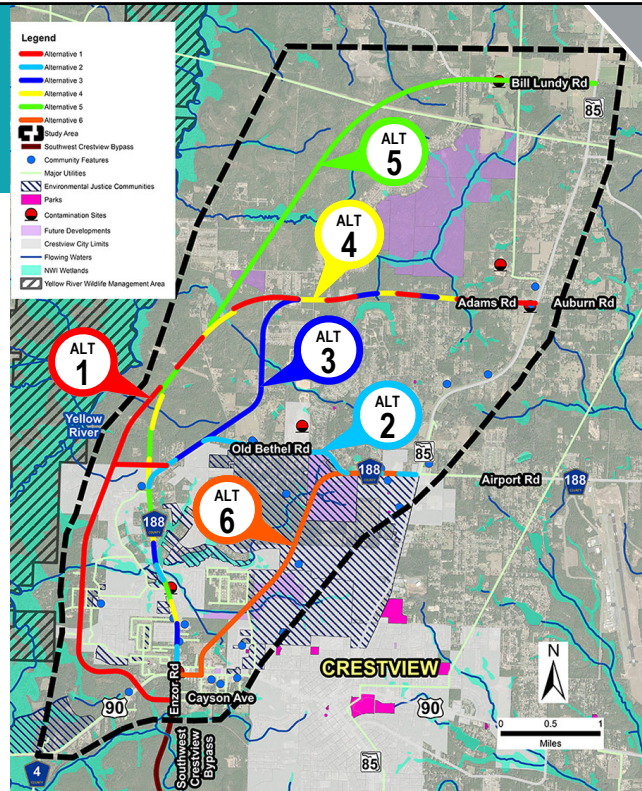 Legend
Alternative 1
Alternative 2
Alternative 3
Alternative 4
Alternative 5
Alternative 6
Study Area
Southwest Crestview Bypass
Community Features
Major Utilities
Environmental Justice Communities
Parks
Contamination Sites
Future Developments
Crestview City Limits
Flowing Waters
NWI Wetlands
Yellow River Wildlife Management Area
Bill Lundy Rd
85
ALT
5
ALT
4
Adams Rd
Auburn Rd
ALT
3
ALT
1
Yellow
River
ALT
2
Old Bethel Rd
85
188
COUNTY
Airport Rd
188
COUNTY
ALT
6
188
COUNTY
CRESTVIEW
N
Enzor Rd
Cayson Ave
90
90
0
0.5
1
Miles
Southwest
Crestview
Bypass
85
4
COUNTY